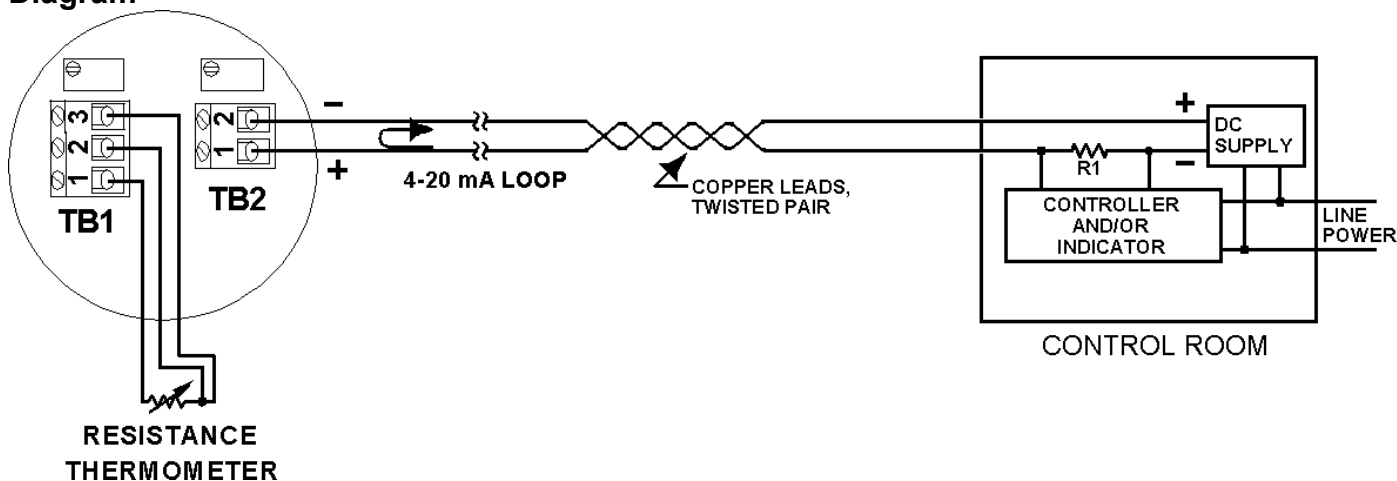 Diagram
3
2
1
TB1
2
1
TB2
−
+
4-20 mA LOOP
COPPER LEADS,
TWISTED PAIR
+
−
DC
SUPPLY
R1
CONTROLLER
AND/OR
INDICATOR
LINE
POWER
CONTROL ROOM
RESISTANCE
THERMOMETER